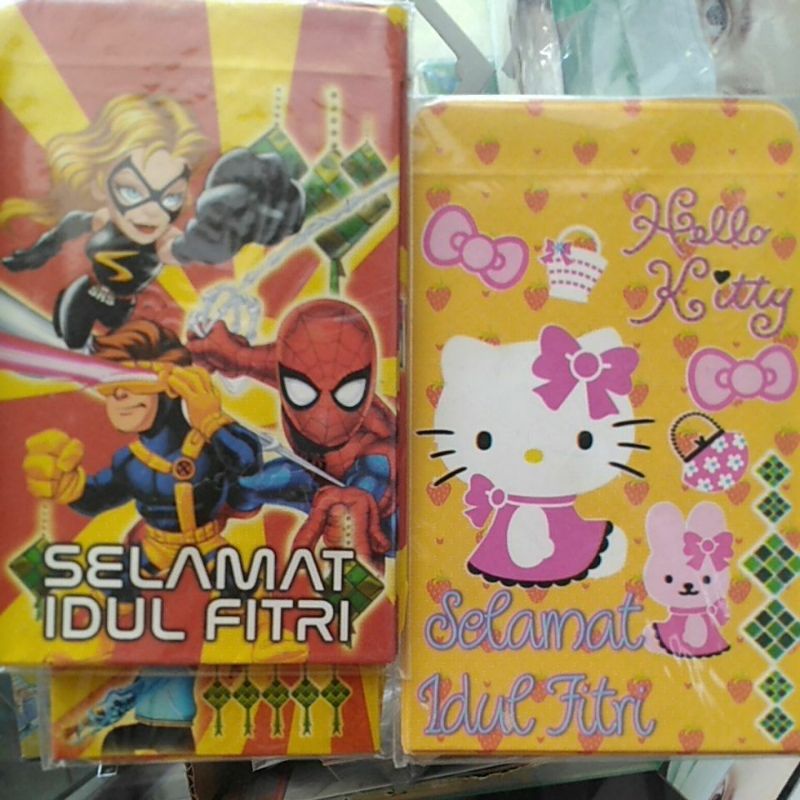 SELAMAT
IDUL FITRI
Hello
Kitty
Selamat
Idul Fitri